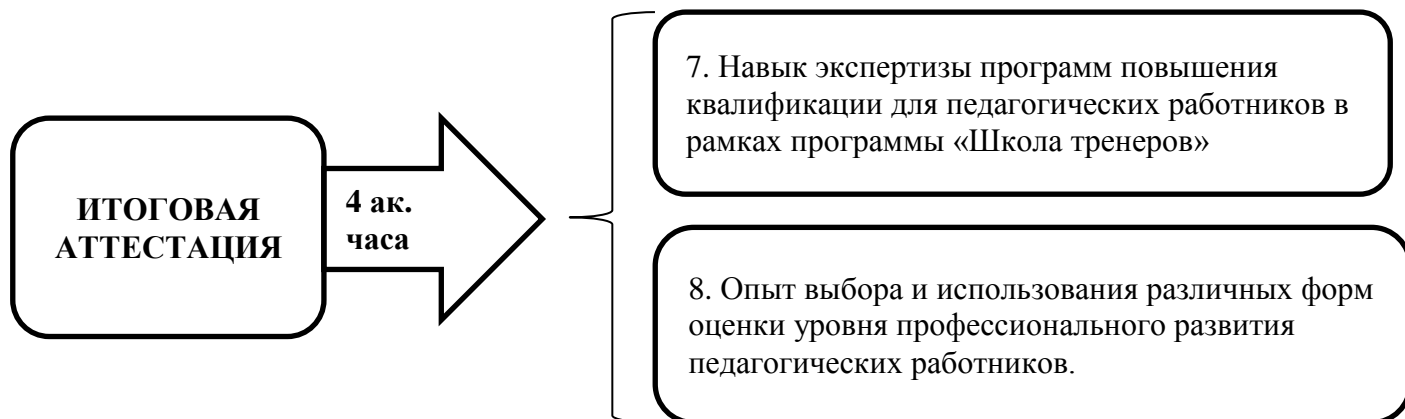 ИТОГОВАЯ
АТТЕСТАЦИЯ
4 ак.
часа
7. Навык экспертизы программ повышения
квалификации для педагогических работников в
рамках программы «Школа тренеров»
8. Опыт выбора и использования различных форм
оценки уровня профессионального развития
педагогических работников.